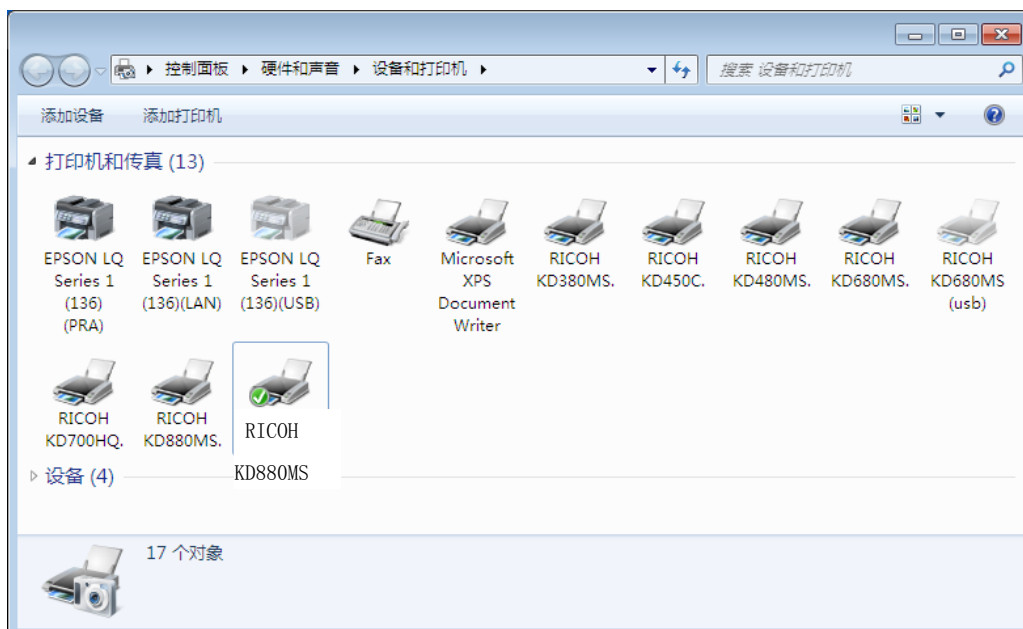 控制面板 硬件和声音 设备和打印机
搜索 设备和打印机
添加设备 添加打印机
打印机和传真 (13)
EPSON LQ
Series 1
(136)
(PRA)
EPSON LQ
Series 1
(136)(LAN)
EPSON LQ
Series 1
(136)(USB)
Fax
Microsoft
XPS
Document
Writer
RICOH
KD380MS.
RICOH
KD450C.
RICOH
KD480MS.
RICOH
KD680MS.
RICOH
KD680MS
(usb)
RICOH
KD700HQ.
RICOH
KD880MS.
RICOH
KD880MS
设备 (4)
17 个对象